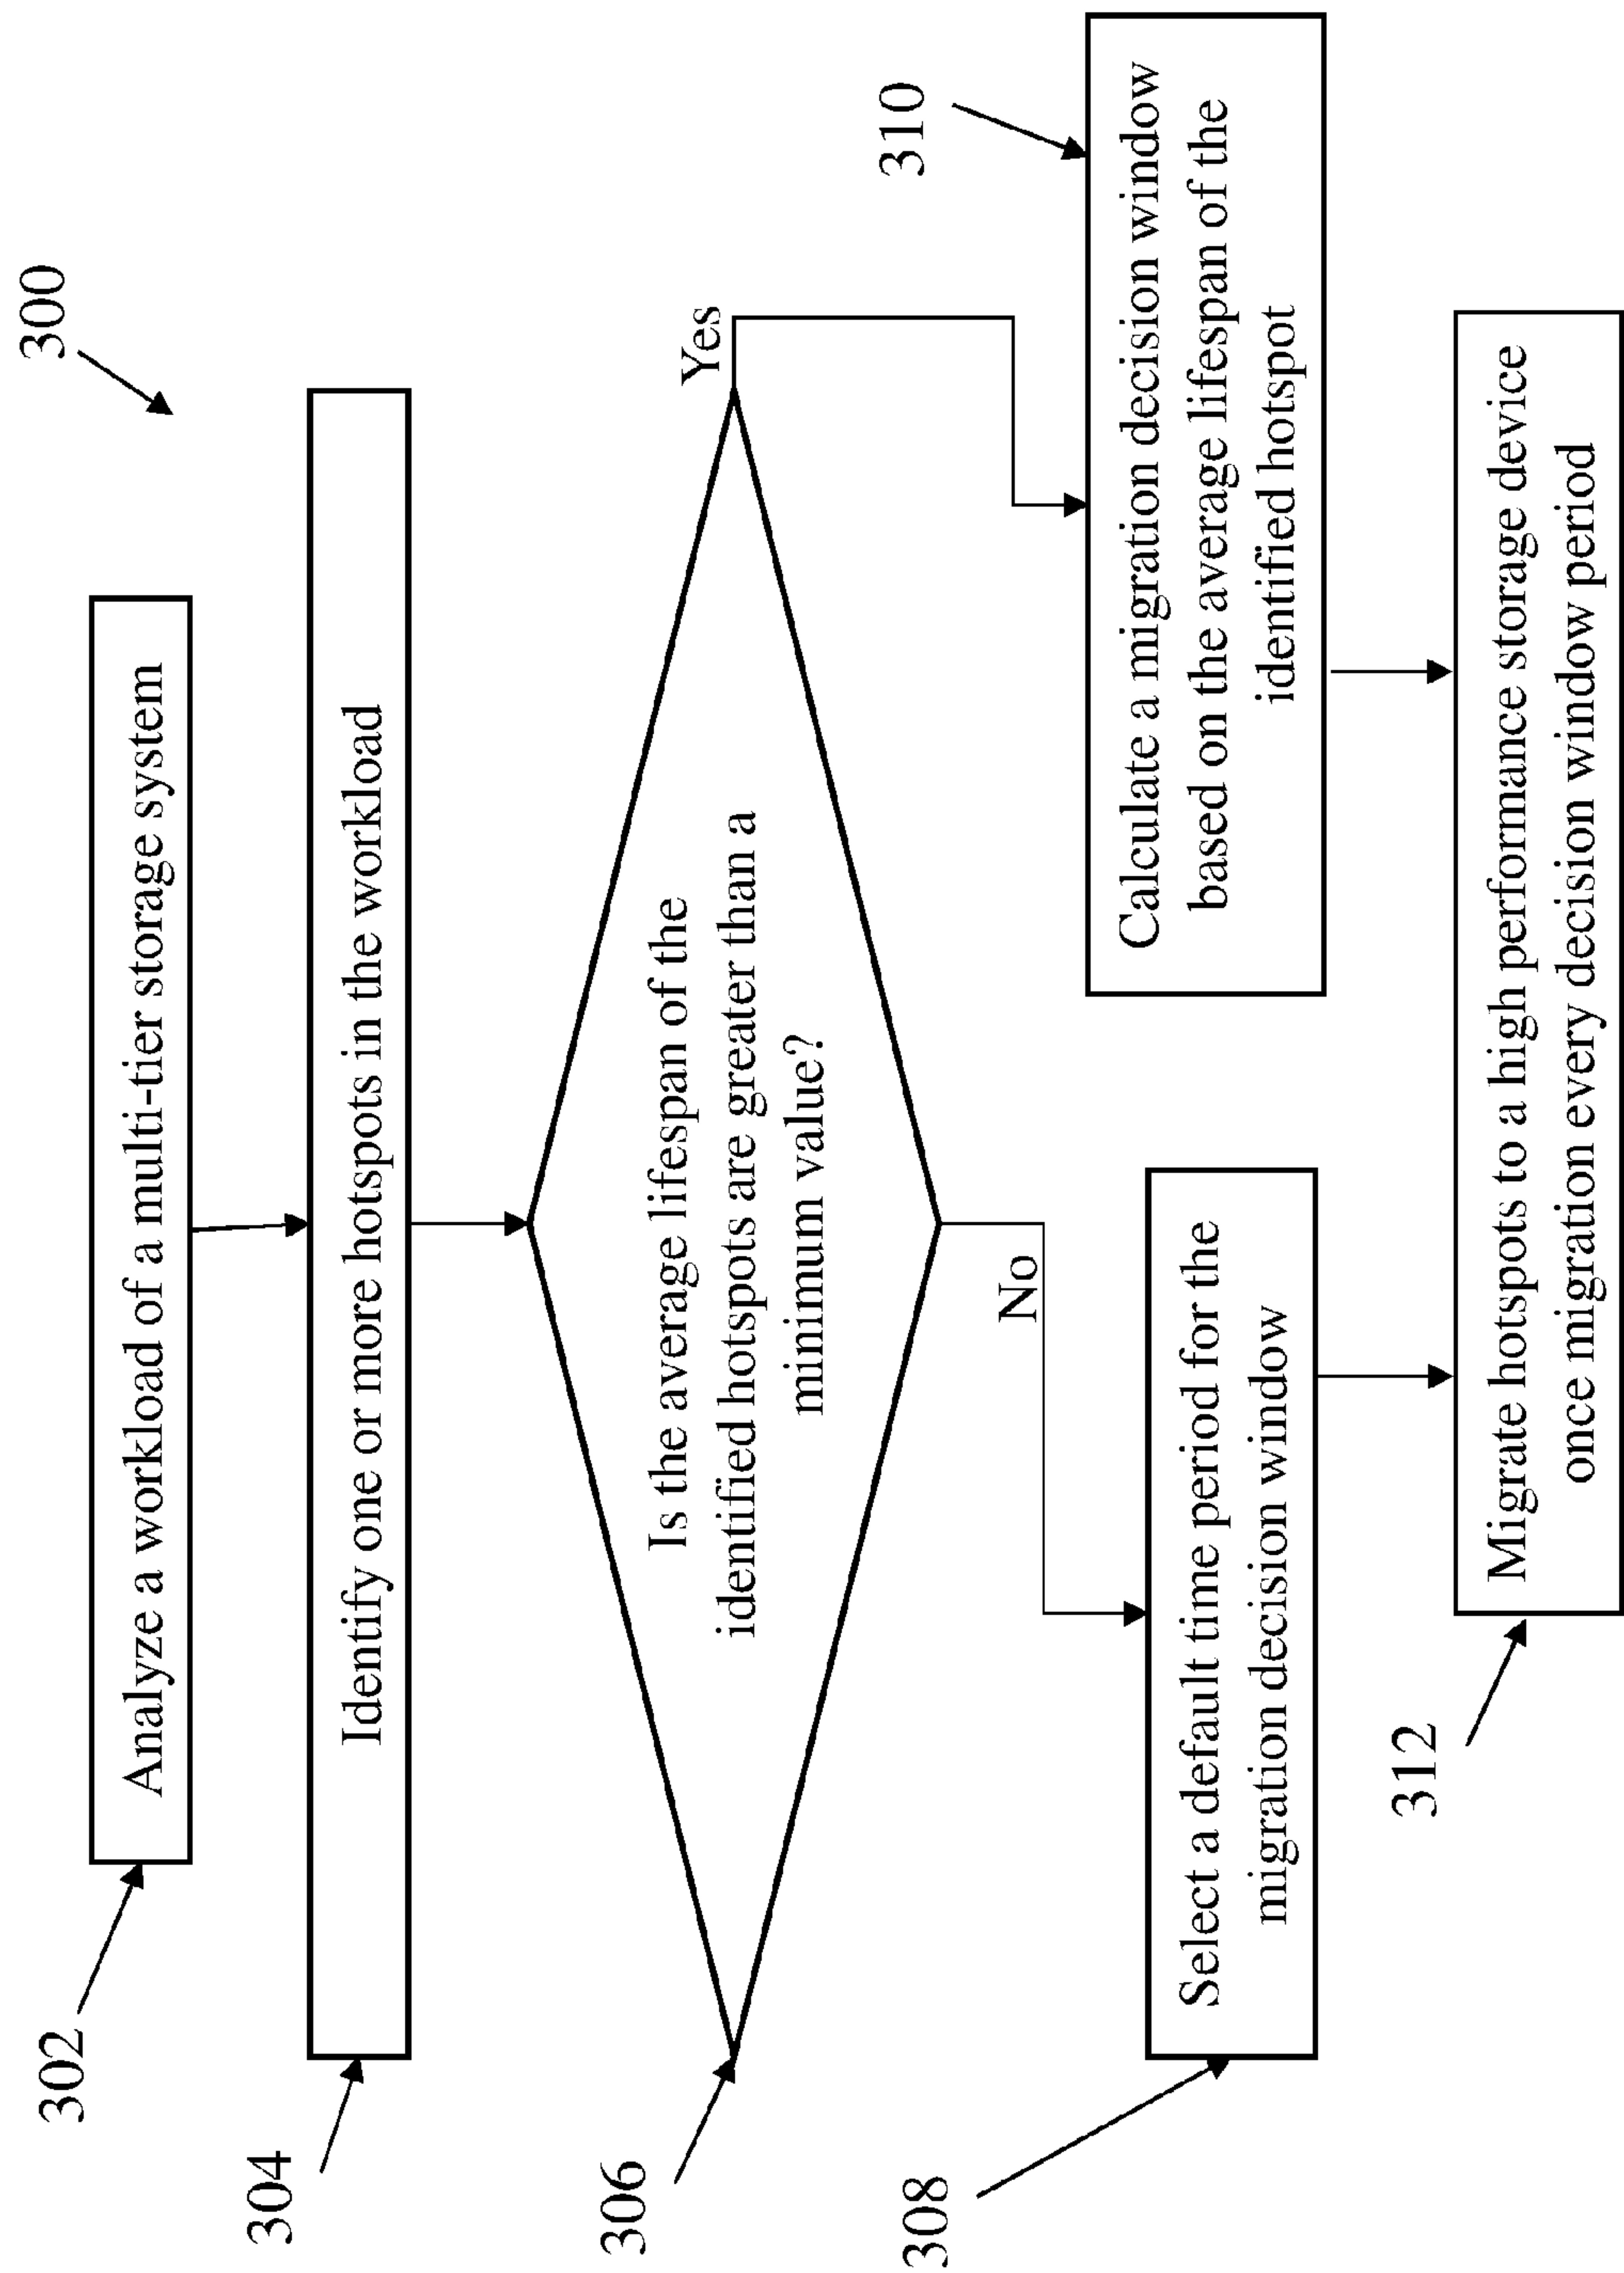 300
302
Analyze a workload of a multi-tier storage system
304
Identify one or more hotspots in the workload
306
Is the average lifespan of the
identified hotspots are greater than a
minimum value?
Yes
No
308
Select a default time period for the
migration decision window
310
Calculate a migration decision window
based on the average lifespan of the
identified hotspot
312
Migrate hotspots to a high performance storage device
once migration every decision window period